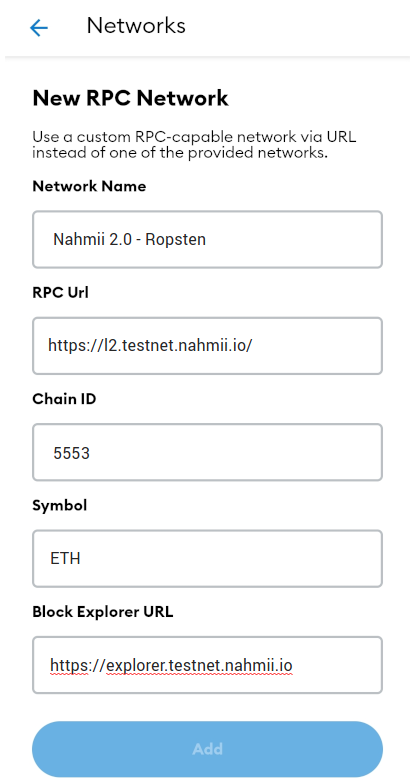 Networks
New RPC Network
Use a custom RPC-capable network via URL
instead of one of the provided networks.
Network Name
Nahmii 2.0 - Ropsten
RPC Url
https://l2.testnet.nahmii.io/
Chain ID
5553
Symbol
ETH
Block Explorer URL
https://explorer.testnet.nahmii.io
Add